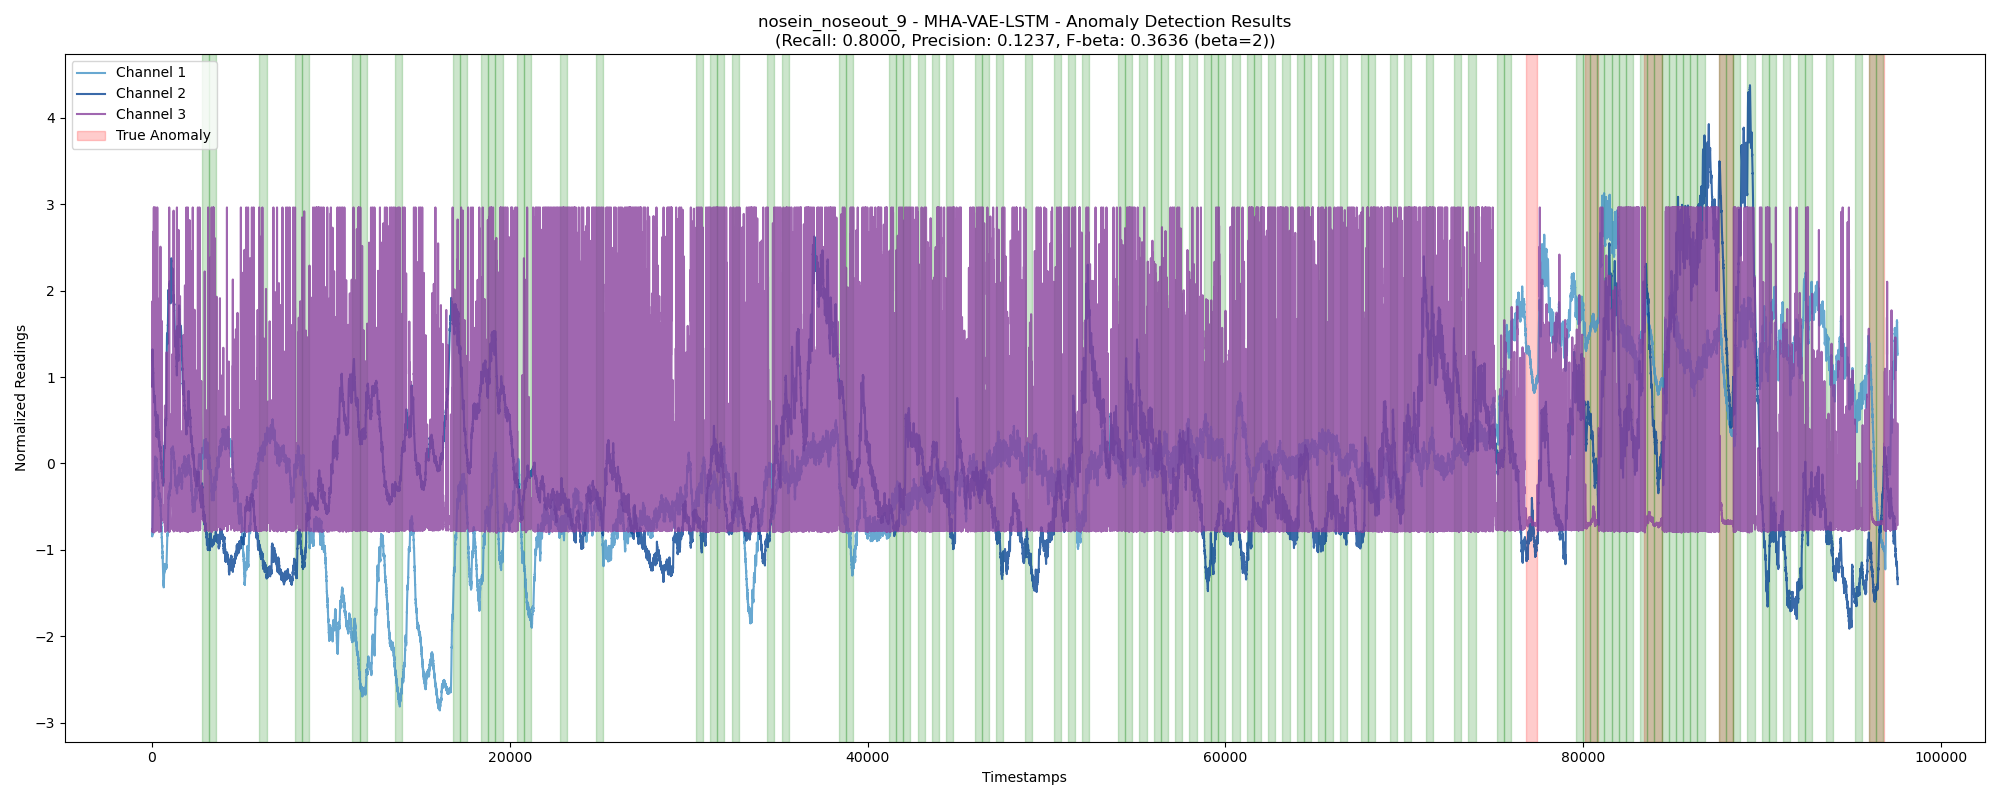 nosein_noseout_9 - MHA-VAE-LSTM - Anomaly Detection Results
(Recall: 0.8000, Precision: 0.1237, F-beta: 0.3636 (beta=2))
Channel 1
Channel 2
Channel 3
True Anomaly
Normalized Readings
4
3
2
1
0
−1
−2
−3
0
20000
40000
60000
80000
100000
Timestamps